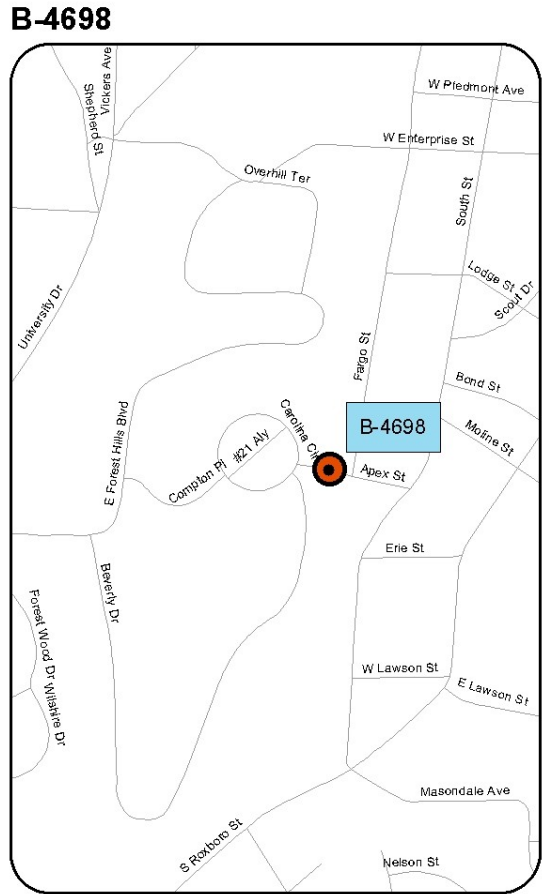 B-4698
W Piedmont Ave
Vickers Ave
Shepherd St
W Enterprise St
Overhill Ter
South St
Lodge St
Scout Dr
University Dr
Fargo St
Bond St
Carolina Cir
B-4698
E Forest Hills Blvd
#21 Aly
Moline St
Compton Pl
Apex St
Erie St
Beverly Dr
Forest Wood Dr
W Lawson St
Wilshire Dr
E Lawson St
Masondale Ave
S Roxboro St
Nelson St